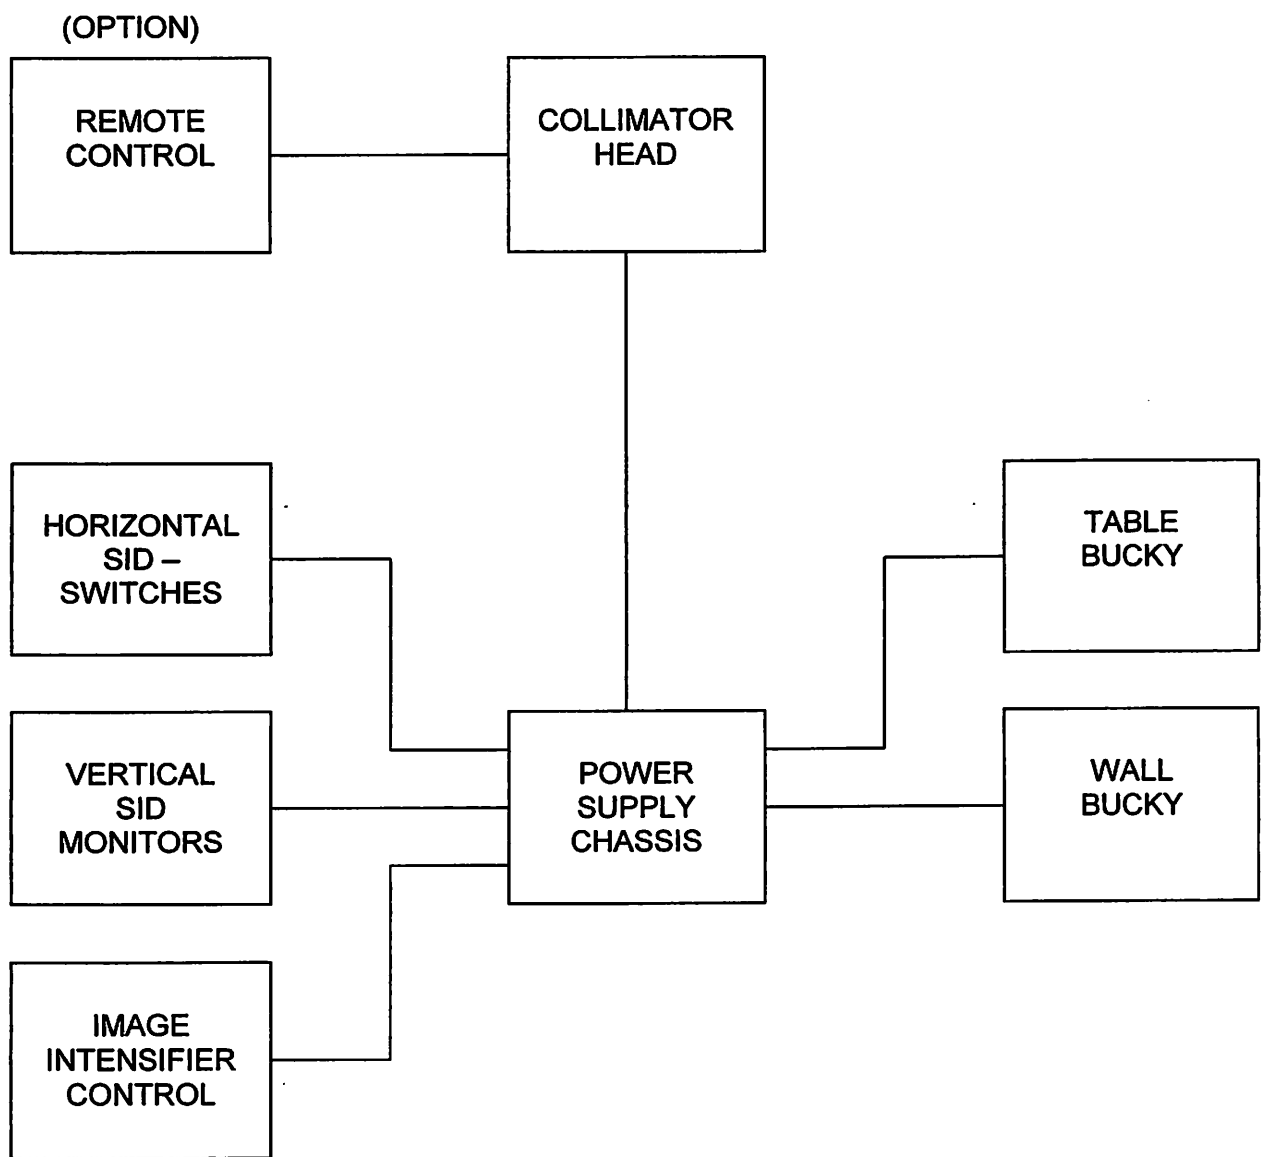 (OPTION)
REMOTE
CONTROL
COLLIMATOR
HEAD
HORIZONTAL
SID –
SWITCHES
TABLE
BUCKY
VERTICAL
SID
MONITORS
POWER
SUPPLY
CHASSIS
WALL
BUCKY
IMAGE
INTENSIFIER
CONTROL